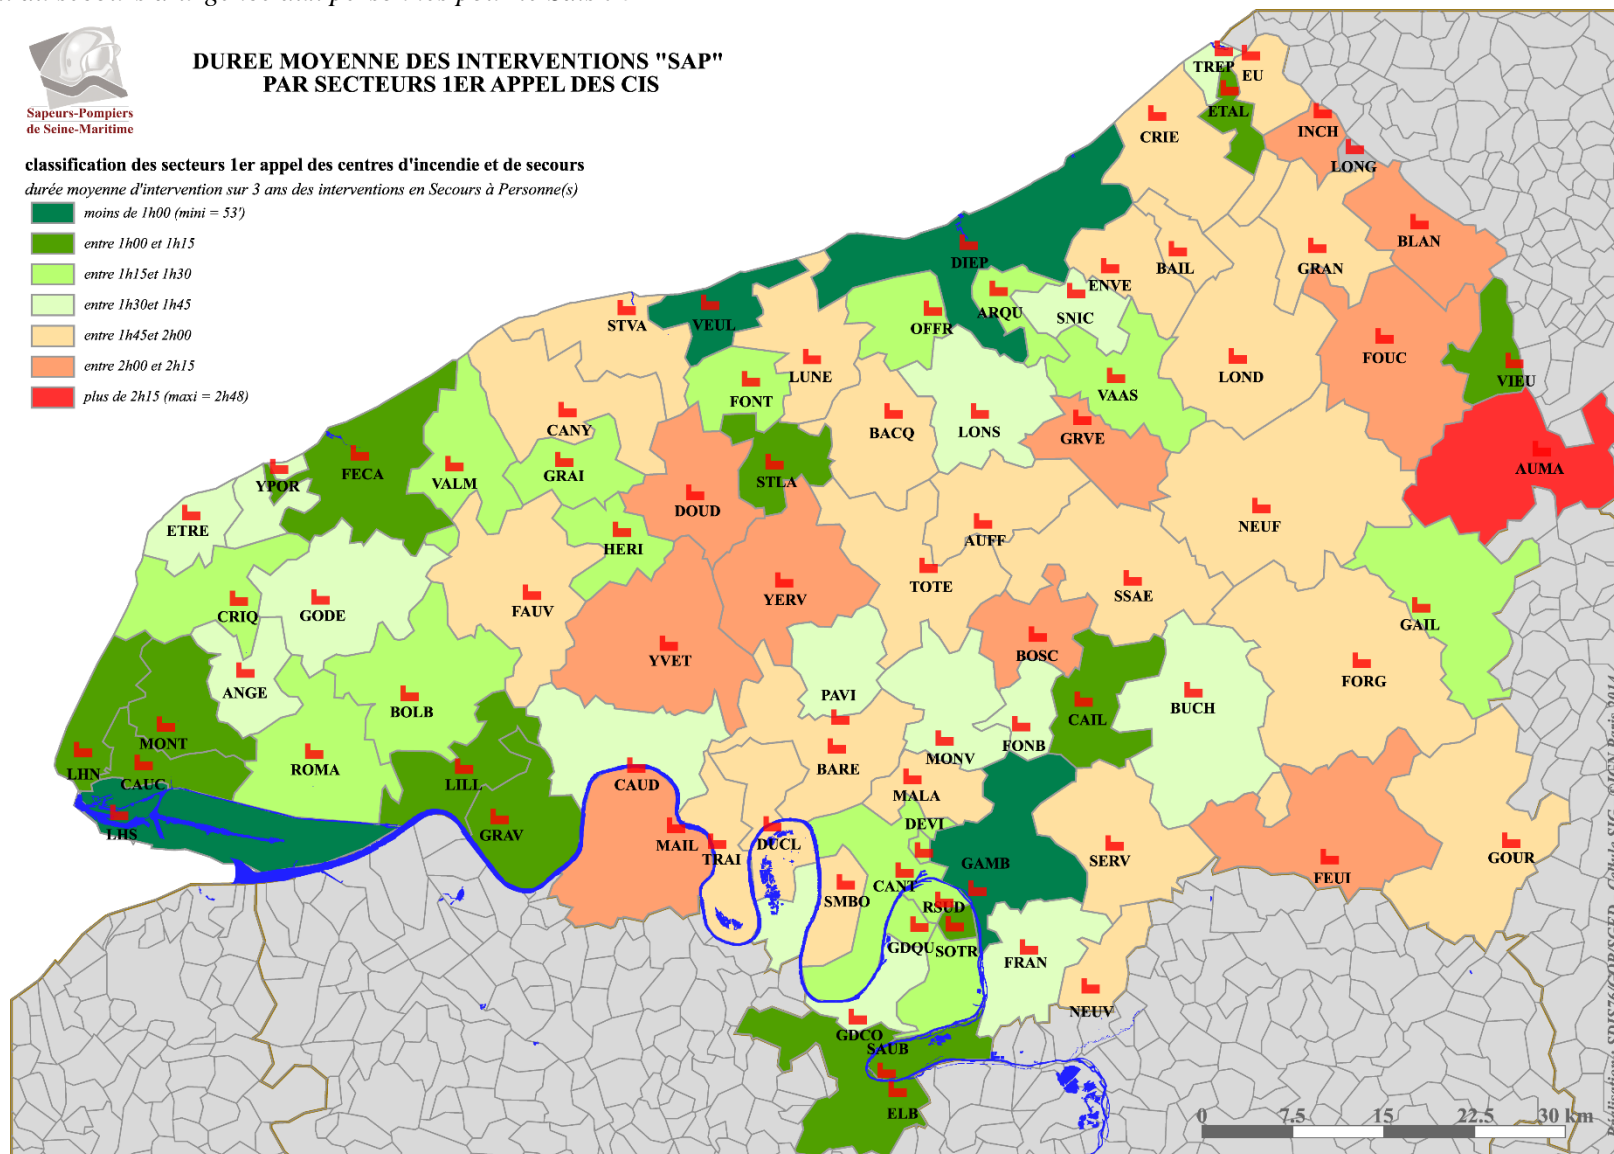 DUREE MOYENNE DES INTERVENTIONS "SAP"
PAR SECTEURS 1ER APPEL DES CIS
Sapeurs-Pompiers
de Seine-Maritime
classification des secteurs 1er appel des centres d'incendie et de secours
durée moyenne d'intervention sur 3 ans des interventions en Secours à Personne(s)
moins de 1h00 (mini = 53')
entre 1h00 et 1h15
entre 1h15et 1h30
entre 1h30et 1h45
entre 1h45et 2h00
entre 2h00 et 2h15
plus de 2h15 (maxi = 2h48)
TREP
EU
ETAL
CRIE
INCH
LONG
BLAN
DIEP
BAIL
GRAN
ENVE
ARQU
SNIC
STVA
VEUL
OFFR
FOUC
LUNE
LOND
VIEU
FONT
VAAS
CANY
BACQ
LONS
GRVE
AUMA
FECA
YPOR
VALM
GRAI
STLA
DOUD
NEUF
ETRE
HERI
AUFF
TOTE
SSAE
YERV
FAUV
GODE
CRIQ
GAIL
YVET
BOSC
ANGE
PAVI
FORG
BOLB
CAIL
BUCH
MONT
LHN
CAUC
ROMA
LILL
CAUD
BARE
MONV
FONB
MALA
LHS
GRAV
MAIL
TRAI
DUCL
DEVI
SERV
GOUR
GAMB
FEUI
CANT
SMBO
RSUD
GDQU
SOTR
FRAN
NEUV
GDCO
SAUB
ELB
0 7.5 15 22.5 30 km